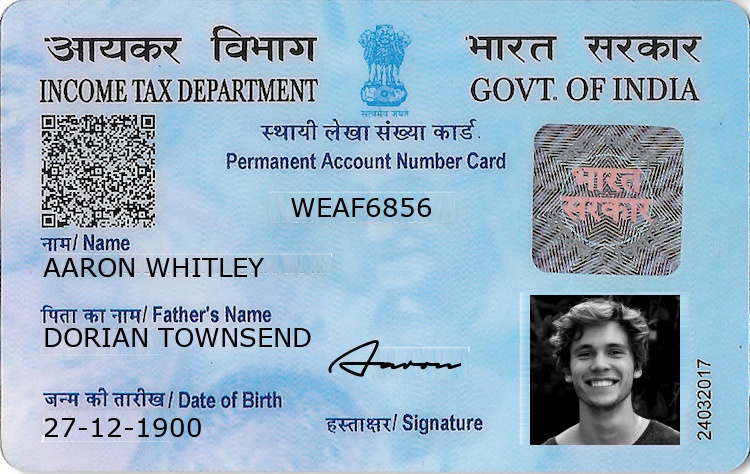 आयकर विभाग
INCOME TAX DEPARTMENT
सत्यमेव जयते
भारत सरकार
GOVT. OF INDIA
स्थायी लेखा संख्या कार्ड
Permanent Account Number Card
WEAF6856
भारत
सरकार
नाम/ Name
AARON WHITLEY
पिता का नाम/ Father's Name
DORIAN TOWNSEND
Aaron
जन्म की तारीख/ Date of Birth
27-12-1900
हस्ताक्षर/ Signature
24032017